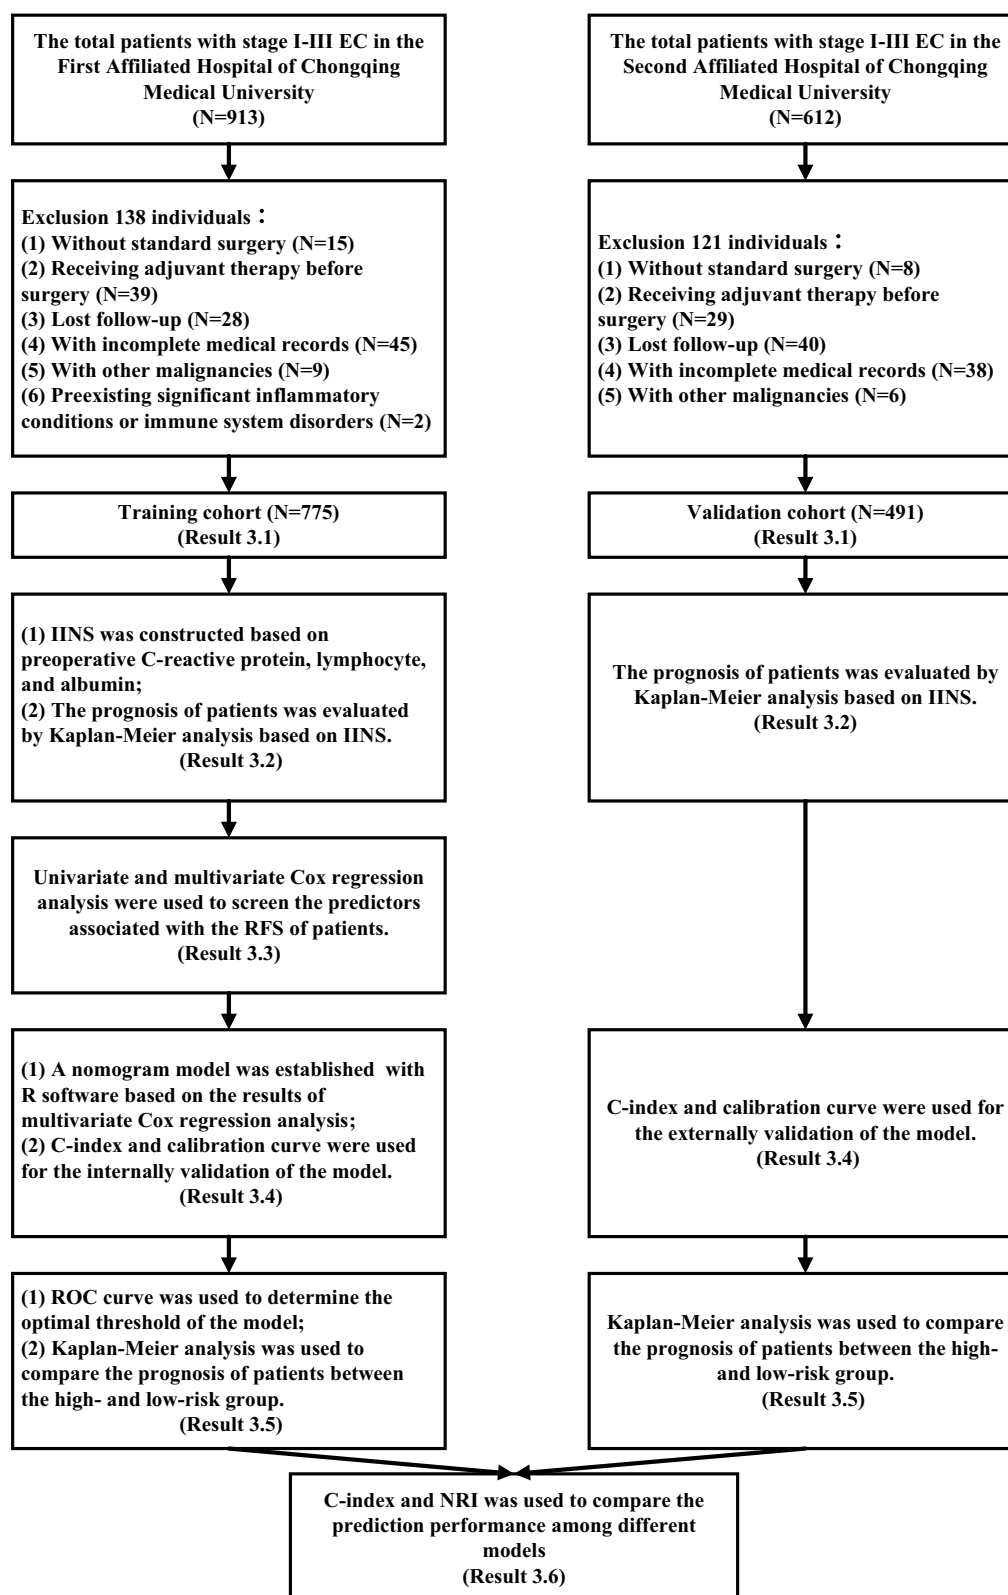 The total patients with stage I-III EC in the
First Affiliated Hospital of Chongqing
Medical University
(N=913)
The total patients with stage I-III EC in the
Second Affiliated Hospital of Chongqing
Medical University
(N=612)
Exclusion 138 individuals：
(1) Without standard surgery (N=15)
(2) Receiving adjuvant therapy before
surgery (N=39)
(3) Lost follow-up (N=28)
(4) With incomplete medical records (N=45)
(5) With other malignancies (N=9)
(6) Preexisting significant inflammatory
conditions or immune system disorders (N=2)
Exclusion 121 individuals：
(1) Without standard surgery (N=8)
(2) Receiving adjuvant therapy before
surgery (N=29)
(3) Lost follow-up (N=40)
(4) With incomplete medical records (N=38)
(5) With other malignancies (N=6)
Training cohort (N=775)
(Result 3.1)
Validation cohort (N=491)
(Result 3.1)
(1) IINS was constructed based on
preoperative C-reactive protein, lymphocyte,
and albumin;
(2) The prognosis of patients was evaluated
by Kaplan-Meier analysis based on IINS.
(Result 3.2)
The prognosis of patients was evaluated by
Kaplan-Meier analysis based on IINS.
(Result 3.2)
Univariate and multivariate Cox regression
analysis were used to screen the predictors
associated with the RFS of patients.
(Result 3.3)
(1) A nomogram model was established with
R software based on the results of
multivariate Cox regression analysis;
(2) C-index and calibration curve were used
for the internally validation of the model.
(Result 3.4)
C-index and calibration curve were used for
the externally validation of the model.
(Result 3.4)
(1) ROC curve was used to determine the
optimal threshold of the model;
(2) Kaplan-Meier analysis was used to
compare the prognosis of patients between
the high- and low-risk group.
(Result 3.5)
Kaplan-Meier analysis was used to compare
the prognosis of patients between the high-
and low-risk group.
(Result 3.5)
C-index and NRI was used to compare the
prediction performance among different
models
(Result 3.6)